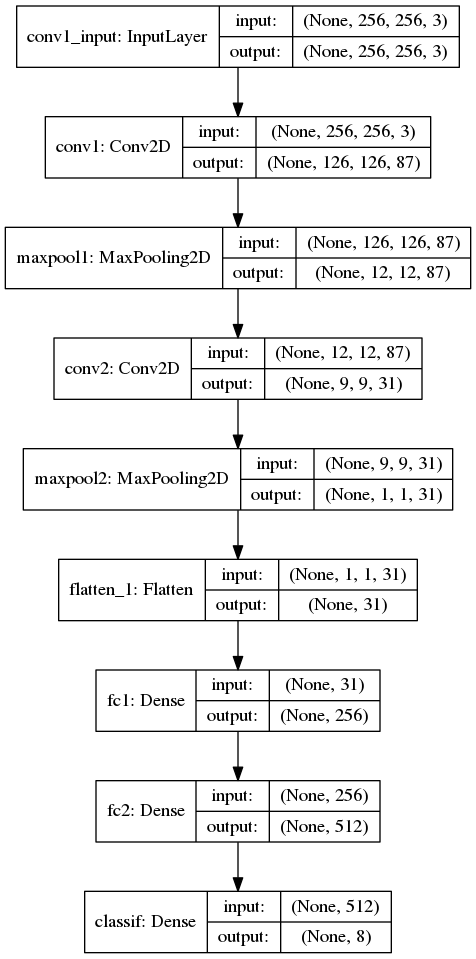 conv1_input: InputLayer input: (None, 256, 256, 3)
output: (None, 256, 256, 3)
conv1: Conv2D input: (None, 256, 256, 3)
output: (None, 126, 126, 87)
maxpool1: MaxPooling2D input: (None, 126, 126, 87)
output: (None, 12, 12, 87)
conv2: Conv2D input: (None, 12, 12, 87)
output: (None, 9, 9, 31)
maxpool2: MaxPooling2D input: (None, 9, 9, 31)
output: (None, 1, 1, 31)
flatten_1: Flatten input: (None, 1, 1, 31)
output: (None, 31)
fc1: Dense input: (None, 31)
output: (None, 256)
fc2: Dense input: (None, 256)
output: (None, 512)
classif: Dense input: (None, 512)
output: (None, 8)